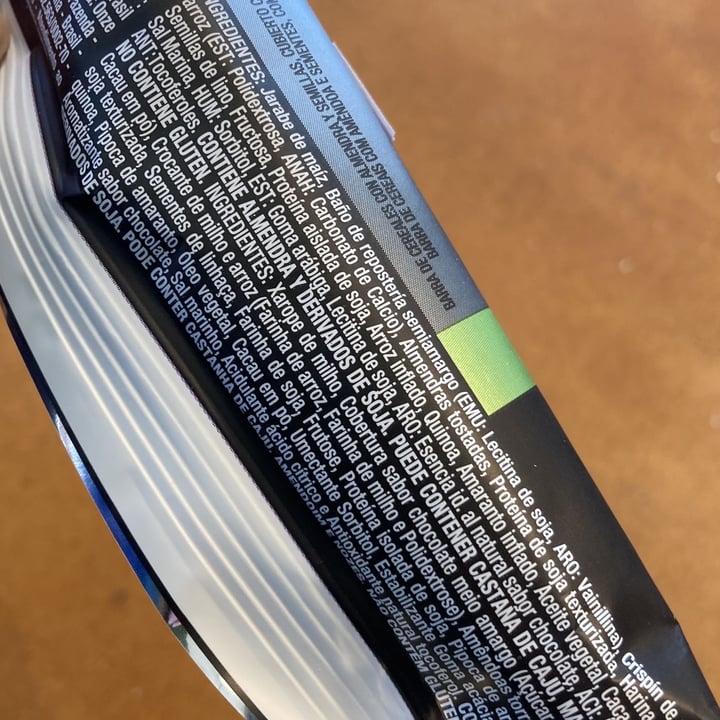 BARRA DE CEREALES CON ALMENDRA Y SEMILLAS, CUBIERTO
BARRA DE CEREAIS COM AMÊNDOA E SEMENTES, CO
INGREDIENTES: Jarabe de maíz, Baño de repostería semiamargo (EMU: Lecitina de soja, ARO: Vainillina), Crispín de
arroz (EST: Polidextrosa, ANAH: Carbonato de Calcio), Almendras tostadas, Proteína de soja texturizada, Harina
Semillas de lino, Fructosa, Proteína aislada de soja, Arroz inflado, Quinoa, Amaranto inflado, Aceite vegetal, Caca
Sal Marina, HUM: Sorbitol, EST: Goma arábiga, Lecitina de soja, ARO: Esencia id. al natural sabor chocolate, ACI:
ANT: Tocoferoles. CONTIENE ALMENDRA Y DERIVADOS DE SOJA. PUEDE CONTENER CASTAÑA DE CAJÚ, M
NO CONTIENE GLUTEN. INGREDIENTES: Xarope de milho, Cobertura sabor chocolate meio amargo (Açúca
Cacau em pó), Crocante de milho e arroz (Farinha de arroz, Farinha de milho e Polidextrose), Amêndoas
soja texturizada, Sementes de linhaça, Farinha de soja, Frutose, Proteína isolada de soja,
quinoa, Pipoca de amaranto, Óleo vegetal, Cacau em pó, Umectante Sorbitol, Estabilizante Goma
Aromatizante sabor chocolate, sal marinho, Acidulante ácido cítrico e Antioxidante natural
DE SOJA. PODE CONTER CASTANHA DE CAJU, AMENDOIM
Brasil -